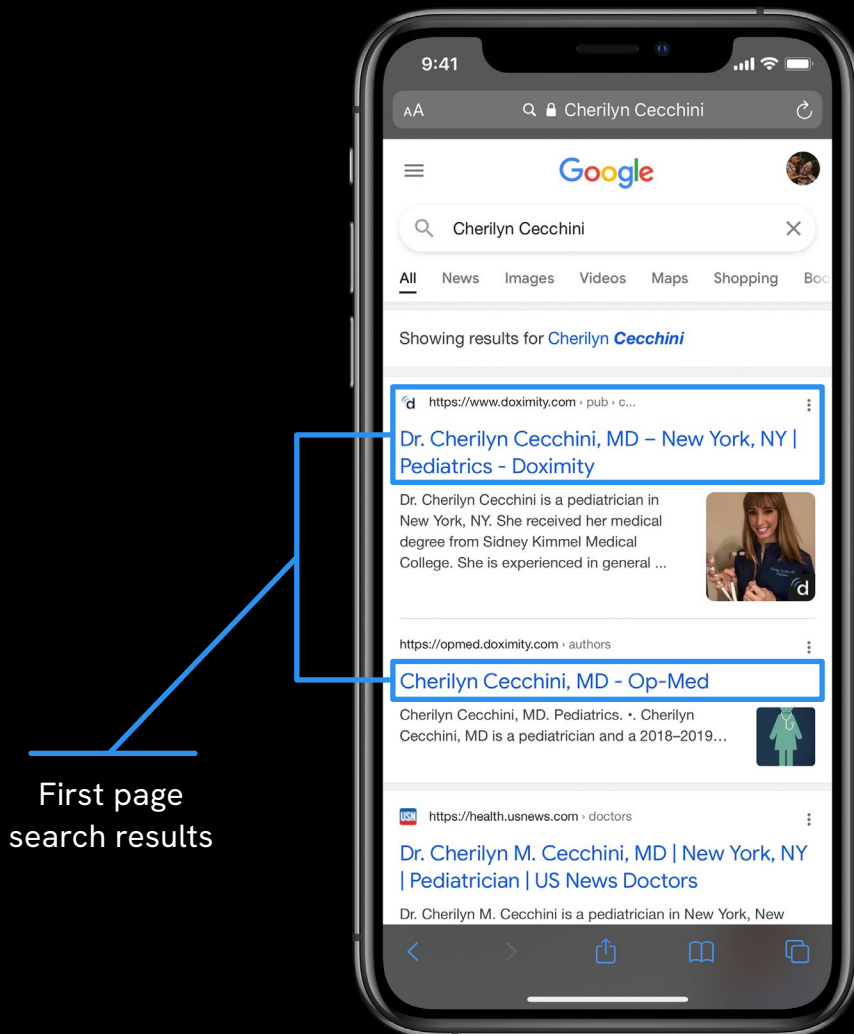 9:41
AA Cherilyn Cecchini
Google
Cherilyn Cecchini
All News Images Videos Maps Shopping Boo
Showing results for Cherilyn Cecchini
d https://www.doximity.com › pub › c...
Dr. Cherilyn Cecchini, MD – New York, NY |
Pediatrics - Doximity
Dr. Cherilyn Cecchini is a pediatrician in
New York, NY. She received her medical
degree from Sidney Kimmel Medical
College. She is experienced in general ...
d
https://opmed.doximity.com › authors
Cherilyn Cecchini, MD - Op-Med
Cherilyn Cecchini, MD. Pediatrics. •. Cherilyn
Cecchini, MD is a pediatrician and a 2018–2019...
USN https://health.usnews.com › doctors
Dr. Cherilyn M. Cecchini, MD | New York, NY
| Pediatrician | US News Doctors
Dr. Cherilyn M. Cecchini is a pediatrician in New York, New
First page
search results